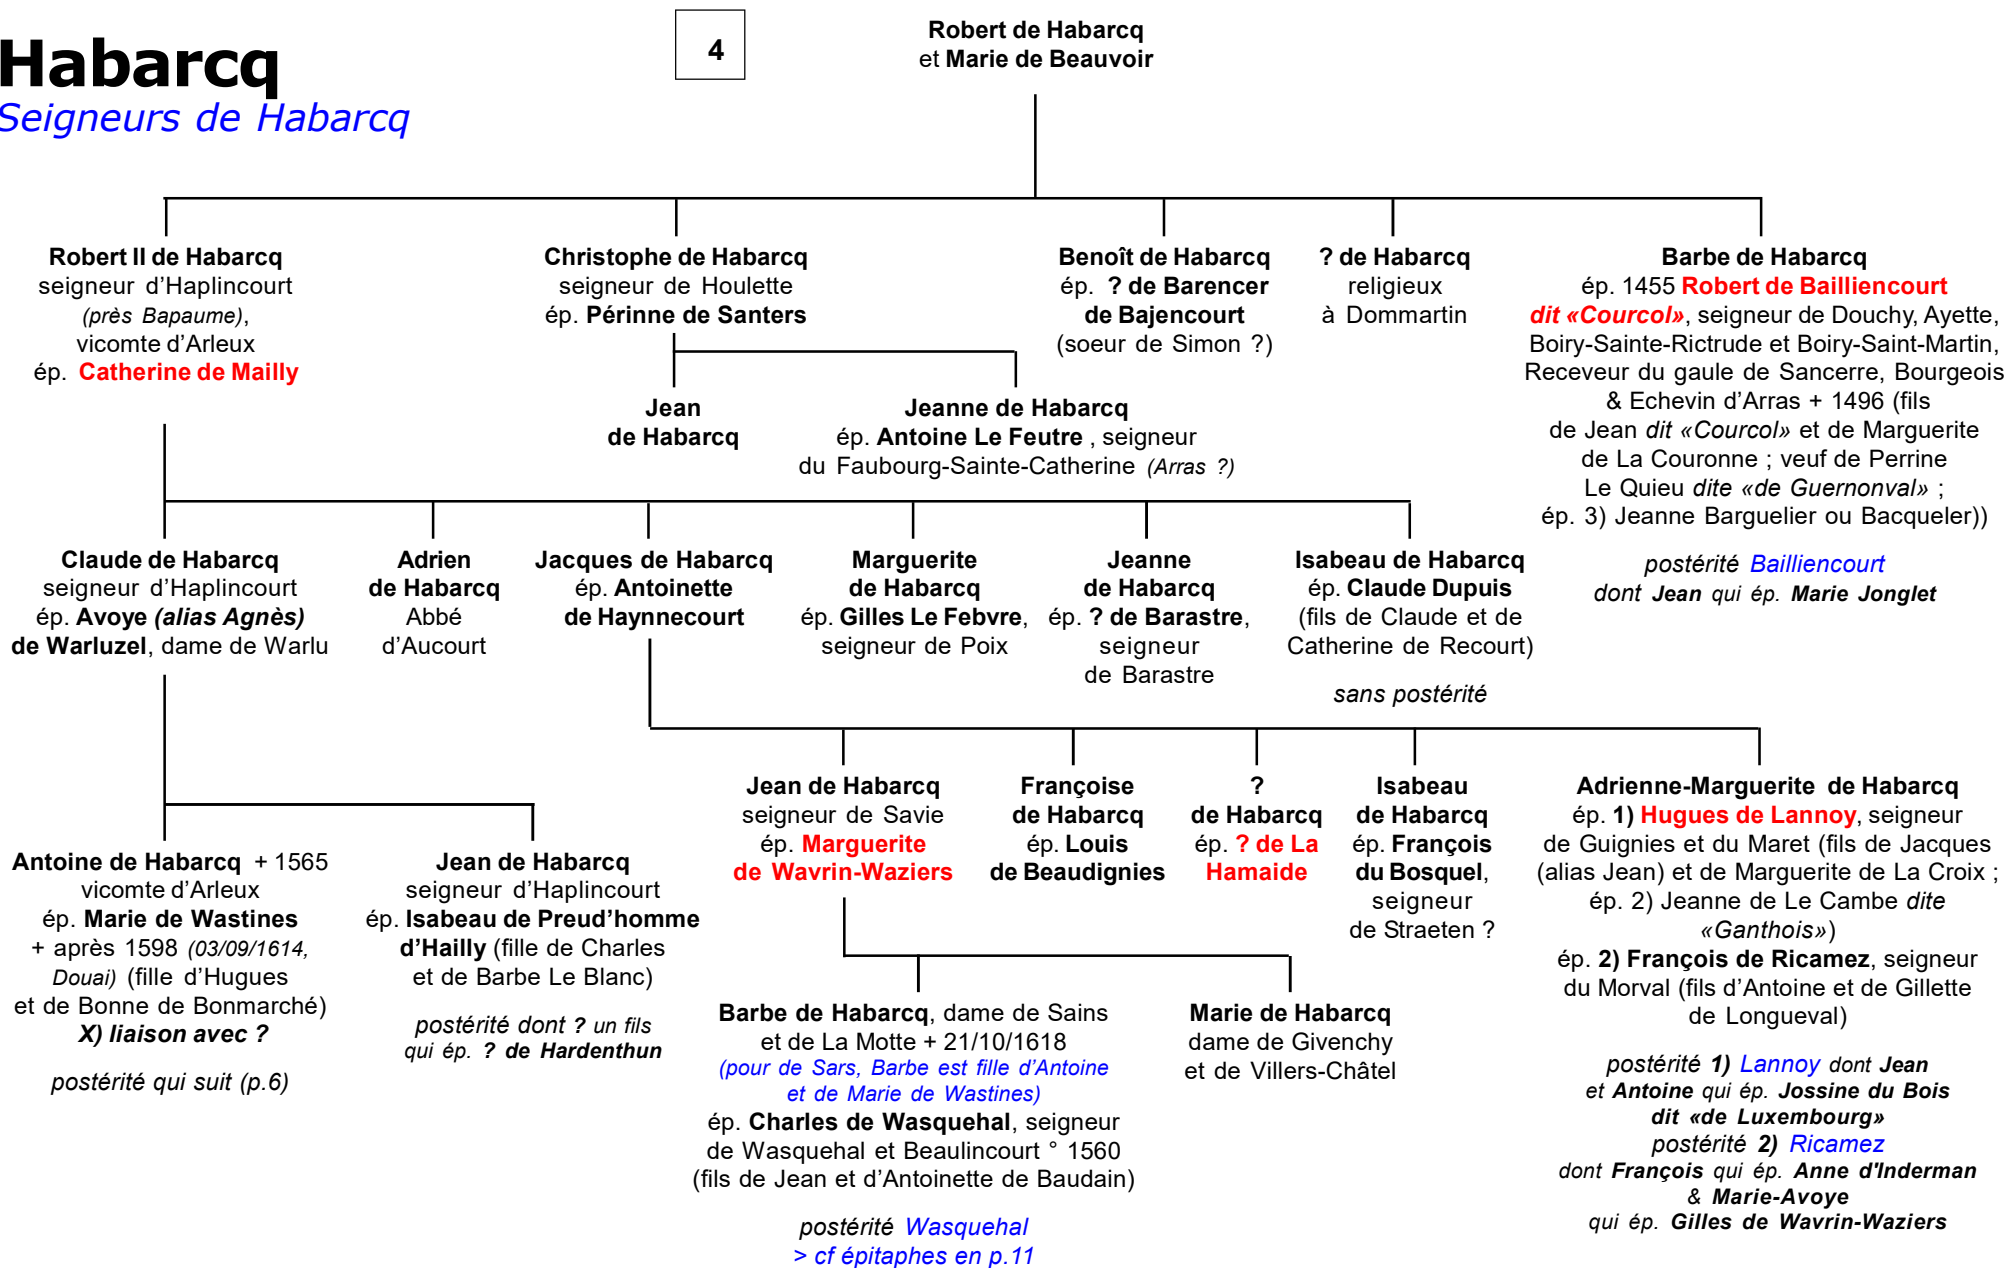 Habarcq
Seigneurs de Habarcq
4
Robert de Habarcq
et Marie de Beauvoir
Robert II de Habarcq
seigneur d’Haplincourt
(près Bapaume),
vicomte d’Arleux
ép. Catherine de Mailly
Christophe de Habarcq
seigneur de Houlette
ép. Périnne de Santers
Benoît de Habarcq
ép. ? de Barencer
de Bajencourt
(soeur de Simon ?)
? de Habarcq
religieux
à Dommartin
Barbe de Habarcq
ép. 1455 Robert de Bailliencourt
dit «Courcol», seigneur de Douchy, Ayette,
Boiry-Sainte-Rictrude et Boiry-Saint-Martin,
Receveur du gaule de Sancerre, Bourgeois
& Echevin d’Arras + 1496 (fils
de Jean dit «Courcol» et de Marguerite
de La Couronne ; veuf de Perrine
Le Quieu dite «de Guernonval» ;
ép. 3) Jeanne Barguelier ou Bacqueler))
postérité Bailliencourt
dont Jean qui ép. Marie Jonglet
Jean
de Habarcq
Jeanne de Habarcq
ép. Antoine Le Feutre , seigneur
du Faubourg-Sainte-Catherine (Arras ?)
Claude de Habarcq
seigneur d’Haplincourt
ép. Avoye (alias Agnès)
de Warluzel, dame de Warlu
Adrien
de Habarcq
Abbé
d’Aucourt
Jacques de Habarcq
ép. Antoinette
de Haynnecourt
Marguerite
de Habarcq
ép. Gilles Le Febvre,
seigneur de Poix
Jeanne
de Habarcq
ép. ? de Barastre,
seigneur
de Barastre
Isabeau de Habarcq
ép. Claude Dupuis
(fils de Claude et de
Catherine de Recourt)
sans postérité
Antoine de Habarcq + 1565
vicomte d’Arleux
ép. Marie de Wastines
+ après 1598 (03/09/1614,
Douai) (fille d’Hugues
et de Bonne de Bonmarché)
X) liaison avec ?
postérité qui suit (p.6)
Jean de Habarcq
seigneur d’Haplincourt
ép. Isabeau de Preud’homme
d’Hailly (fille de Charles
et de Barbe Le Blanc)
postérité dont ? un fils
qui ép. ? de Hardenthun
Jean de Habarcq
seigneur de Savie
ép. Marguerite
de Wavrin-Waziers
Françoise
de Habarcq
ép. Louis
de Beaudignies
?
de Habarcq
ép. ? de La
Hamaide
Isabeau
de Habarcq
ép. François
du Bosquel,
seigneur
de Straeten ?
Adrienne-Marguerite de Habarcq
ép. 1) Hugues de Lannoy, seigneur
de Guignies et du Maret (fils de Jacques
(alias Jean) et de Marguerite de La Croix ;
ép. 2) Jeanne de Le Cambe dite
«Ganthois»)
ép. 2) François de Ricamez, seigneur
du Morval (fils d’Antoine et de Gillette
de Longueval)
postérité 1) Lannoy dont Jean
et Antoine qui ép. Jossine du Bois
dit «de Luxembourg»
postérité 2) Ricamez
dont François qui ép. Anne d'Inderman
& Marie-Avoye
qui ép. Gilles de Wavrin-Waziers
Barbe de Habarcq, dame de Sains
et de La Motte + 21/10/1618
(pour de Sars, Barbe est fille d’Antoine
et de Marie de Wastines)
ép. Charles de Wasquehal, seigneur
de Wasquehal et Beaulincourt ° 1560
(fils de Jean et d’Antoinette de Baudain)
postérité Wasquehal
> cf épitaphes en p.11
Marie de Habarcq
dame de Givenchy
et de Villers-Châtel